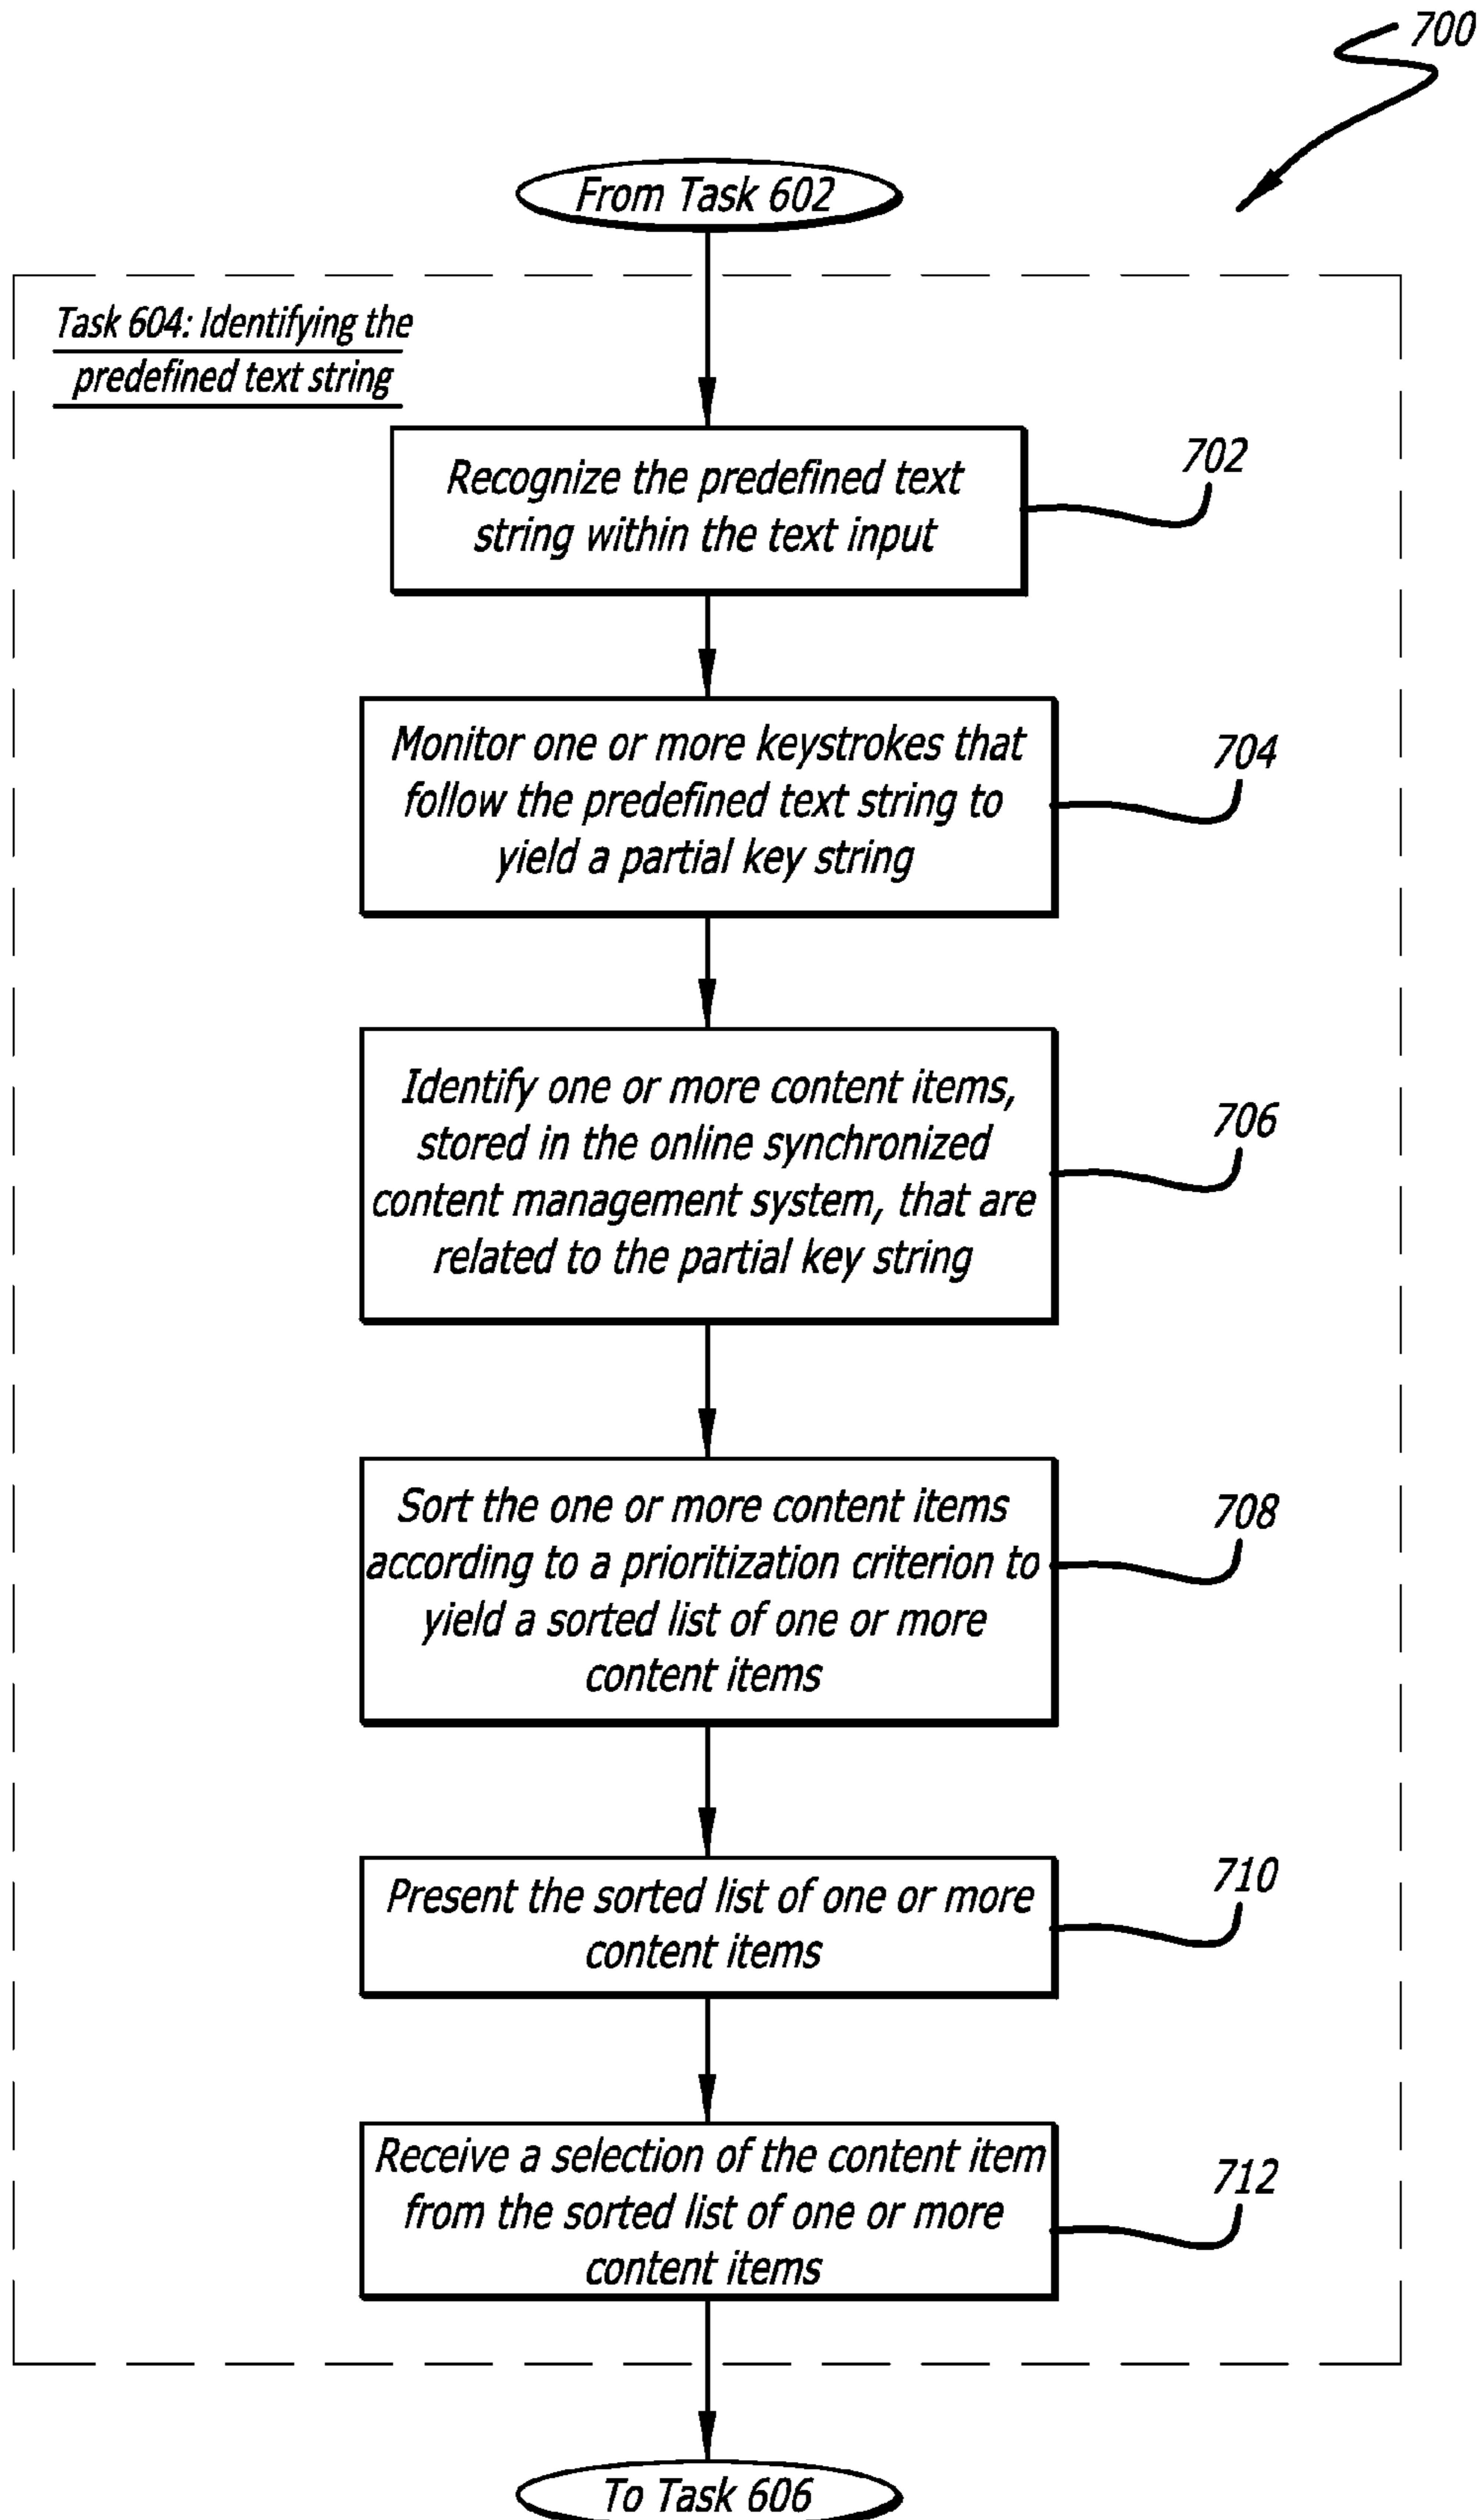 700
From Task 602
Task 604: Identifying the
predefined text string
Recognize the predefined text
string within the text input
702
Monitor one or more keystrokes that
follow the predefined text string to
yield a partial key string
704
Identify one or more content items,
stored in the online synchronized
content management system, that are
related to the partial key string
706
Sort the one or more content items
according to a prioritization criterion to
yield a sorted list of one or more
content items
708
Present the sorted list of one or more
content items
710
Receive a selection of the content item
from the sorted list of one or more
content items
712
To Task 606